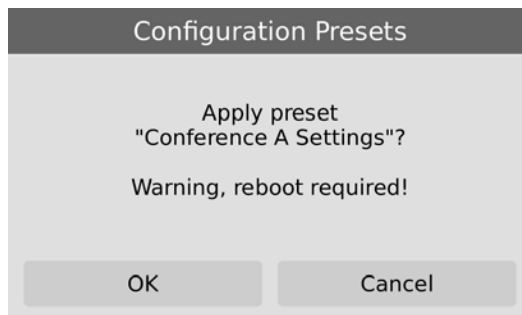 Configuration Presets
Apply preset
"Conference A Settings"?
Warning, reboot required!
OK
Cancel